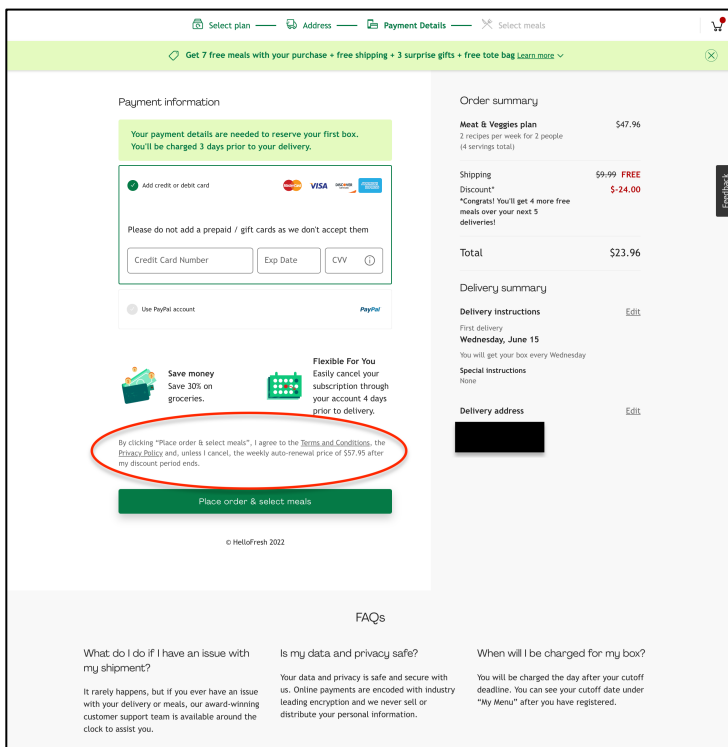 Select plan
Address
Payment Details
Select meals
Get 7 free meals with your purchase + free shipping + 3 surprise gifts + free tote bag Learn more
Payment information
Your payment details are needed to reserve your first box.
You'll be charged 3 days prior to your delivery.
Add credit or debit card
VISA
Please do not add a prepaid / gift cards as we don't accept them
Credit Card Number
Exp Date
CVV
Use PayPal account
PayPal
Save money
Save 30% on
groceries.
Flexible For You
Easily cancel your
subscription through
your account 4 days
prior to delivery.
By clicking "Place order & select meals", I agree to the Terms and Conditions, the
Privacy Policy and, unless I cancel, the weekly auto-renewal price of $57.95 after
my discount period ends.
Place order & select meals
© HelloFresh 2022
Order summary
Meat & Veggies plan $47.96
2 recipes per week for 2 people
(4 servings total)
Shipping $9.99 FREE
Discount* $-24.00
*Congrats! You'll get 4 more free
meals over your next 5
deliveries!
Total $23.96
Delivery summary
Delivery instructions Edit
First delivery
Wednesday, June 15
You will get your box every Wednesday
Special instructions
None
Delivery address Edit
Feedback
FAQs
What do I do if I have an issue with
my shipment?
It rarely happens, but if you ever have an issue
with your delivery or meals, our award-winning
customer support team is available around the
clock to assist you.
Is my data and privacy safe?
Your data and privacy is safe and secure with
us. Online payments are encoded with industry
leading encryption and we never sell or
distribute your personal information.
When will I be charged for my box?
You will be charged the day after your cutoff
deadline. You can see your cutoff date under
"My Menu" after you have registered.